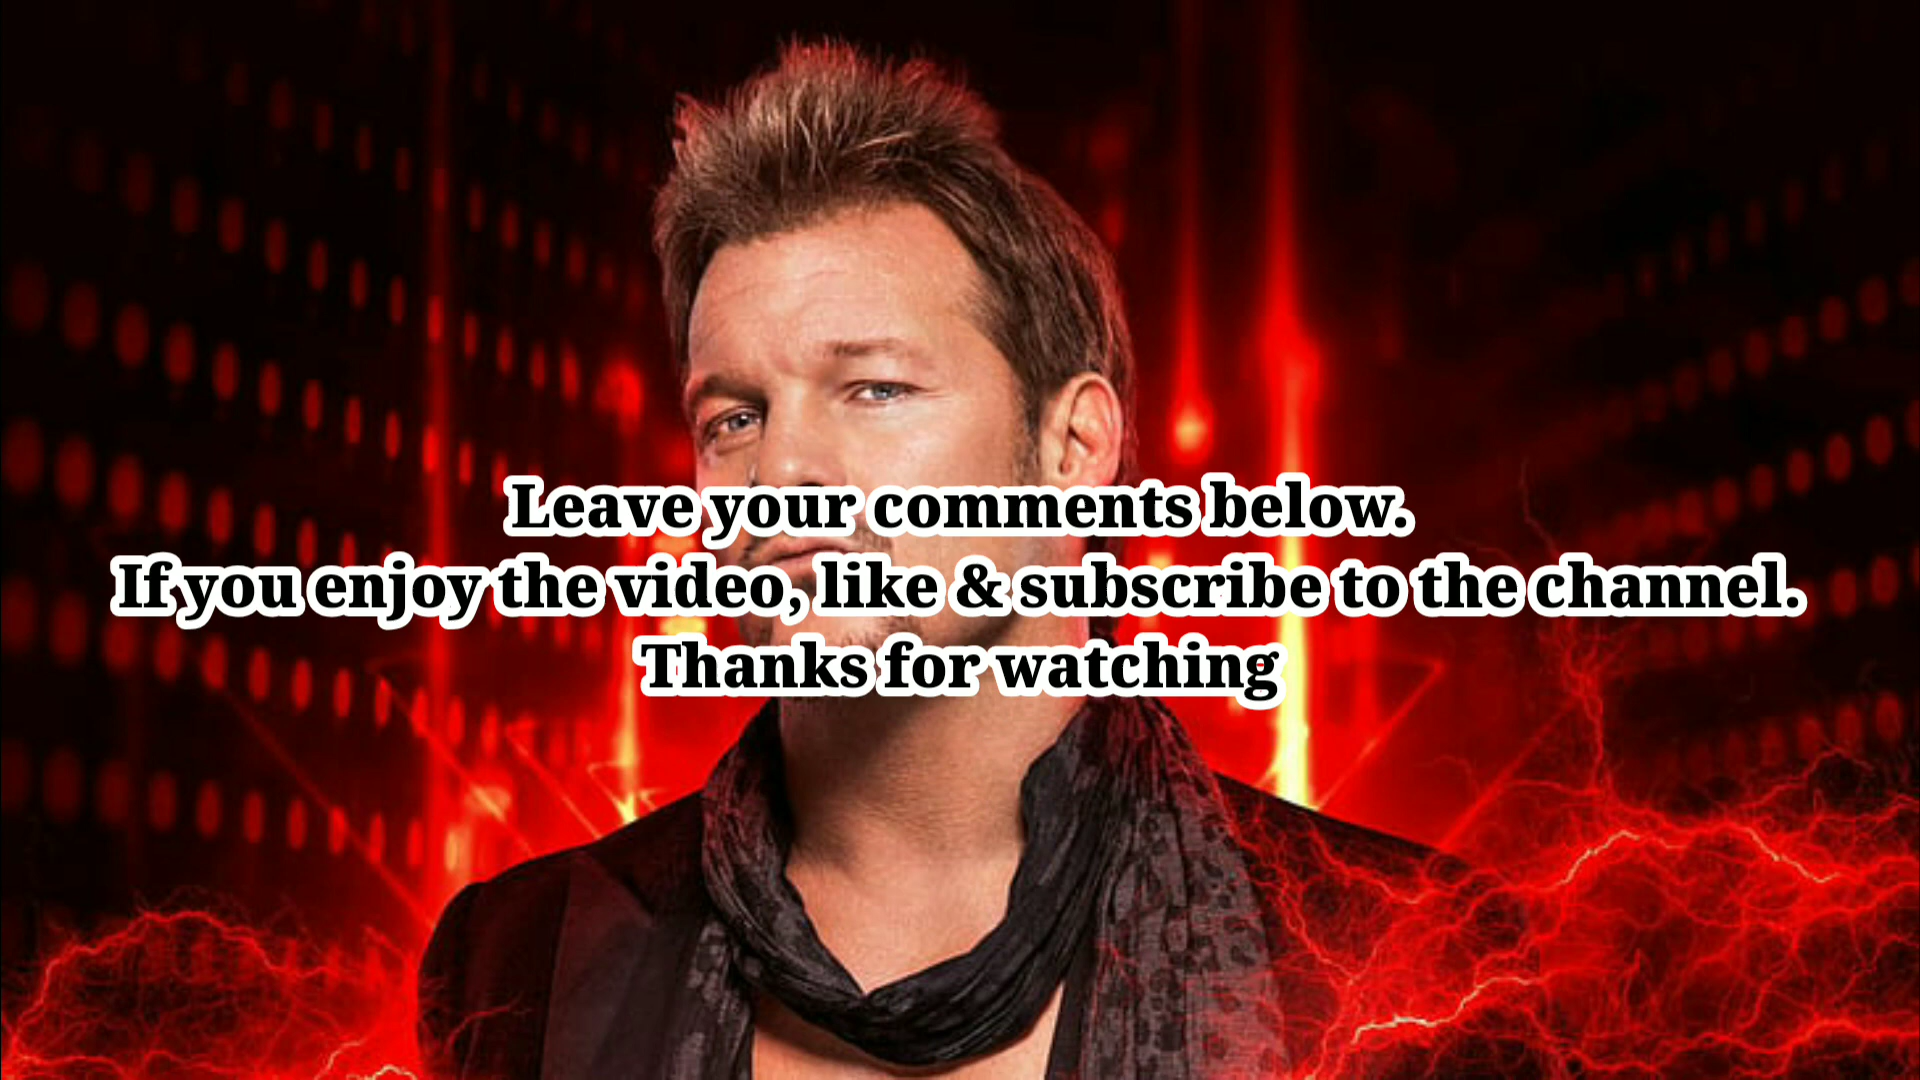 Leave your comments below.
If you enjoy the video, like & subscribe to the channel.
Thanks for watching